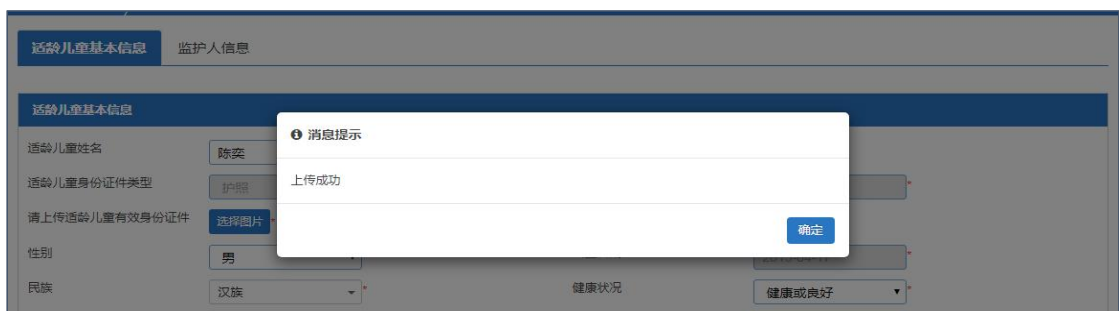 适龄儿童基本信息 监护人信息
适龄儿童基本信息
消息提示
适龄儿童姓名 陈奕
适龄儿童身份证件类型 护照 *
上传成功
请上传适龄儿童有效身份证件 选择图片 *
确定
性别 男 *
民族 汉族 * 健康状况 健康或良好 *